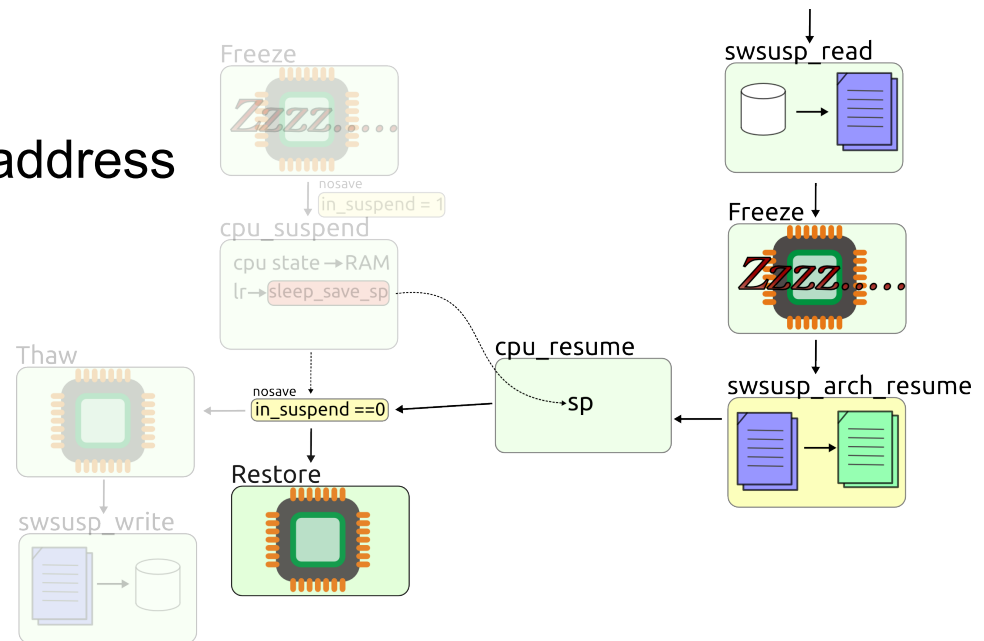 address
Freeze
Zzzz.....
nosave
in_suspend = 1
cpu_suspend
cpu state → RAM
lr→ sleep_save_sp
Thaw
swsusp_write
nosave
in_suspend ==0
Restore
cpu_resume
sp
swsusp_read
Freeze
Zzzz.....
swsusp_arch_resume